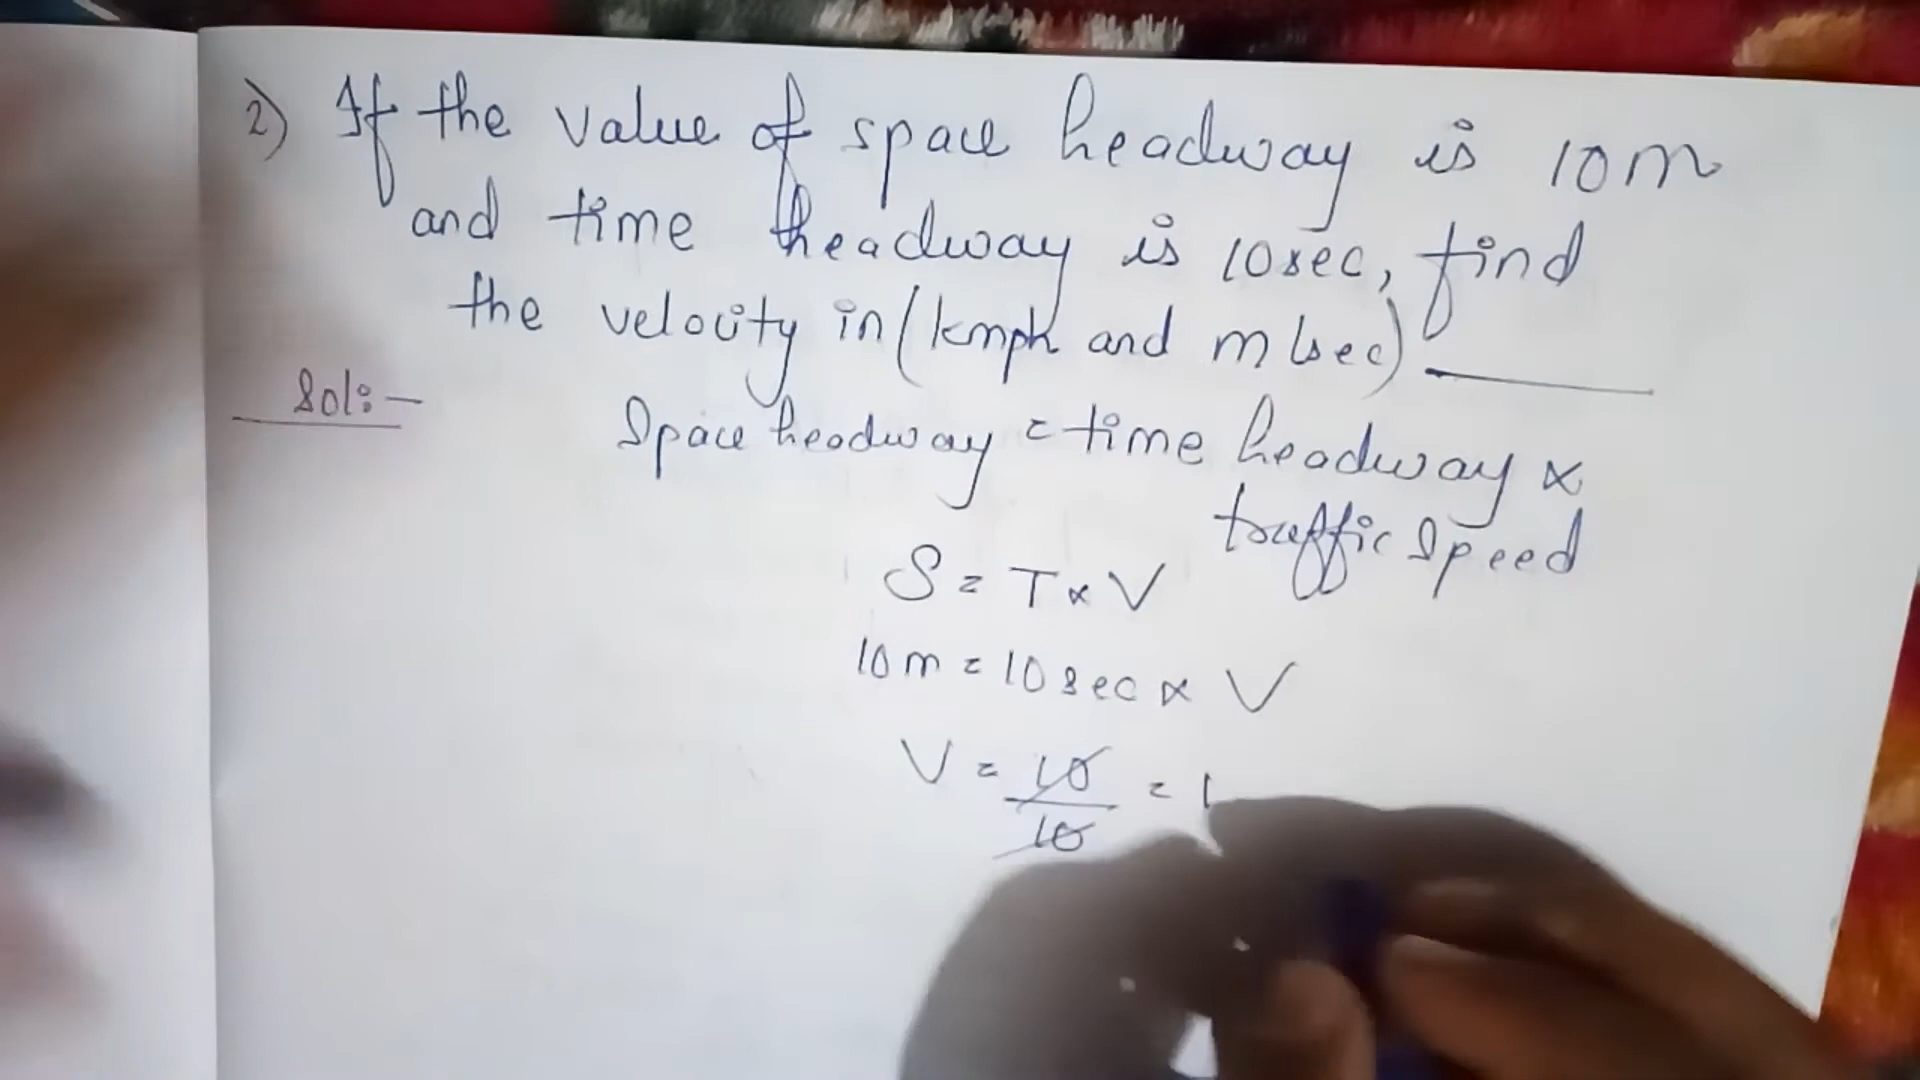 2) If the value of space headway is 10m
and time headway is 10sec, find
the velocity in (kmph and m/sec) ____
Sol:-
Space headway = time headway ×
traffic Speed
S = T × V
10m = 10sec × V
V = 10/10 = 1